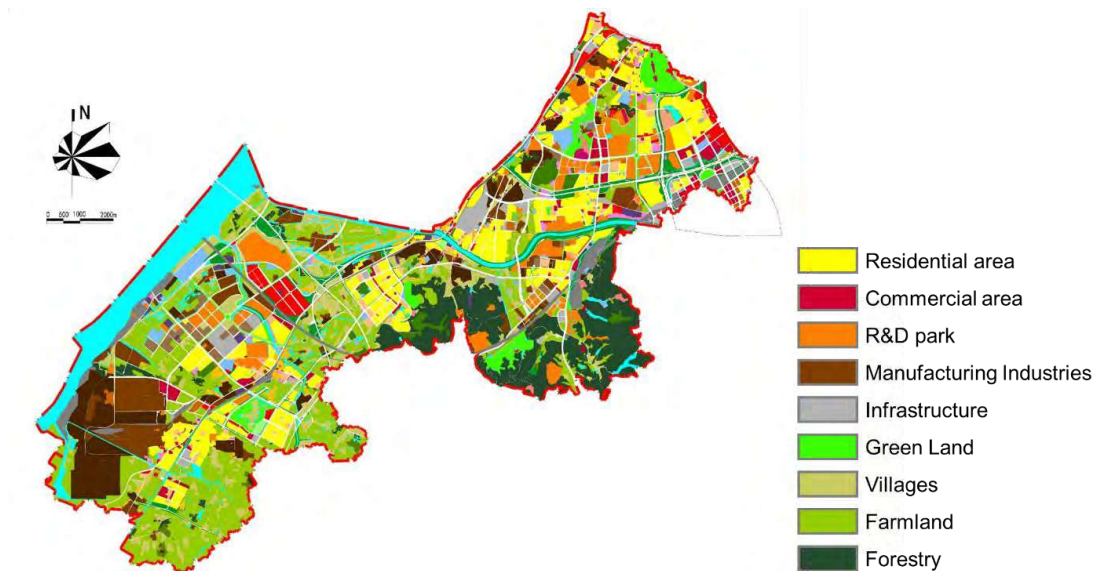 N
0 500 1000 2000m
Residential area
Commercial area
R&D park
Manufacturing Industries
Infrastructure
Green Land
Villages
Farmland
Forestry